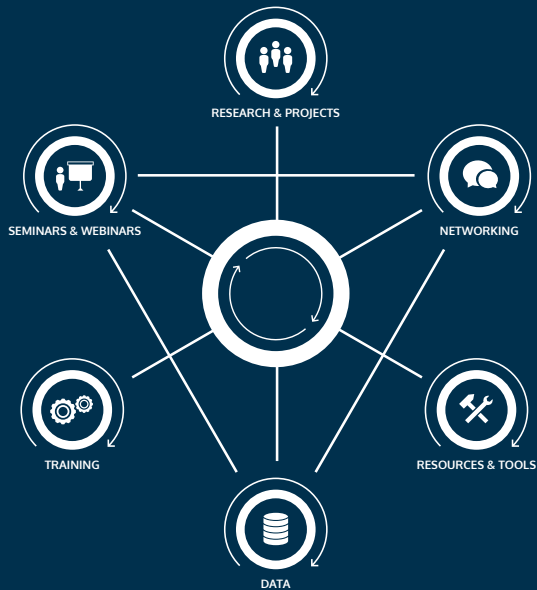 RESEARCH & PROJECTS
SEMINARS & WEBINARS
NETWORKING
TRAINING
RESOURCES & TOOLS
DATA